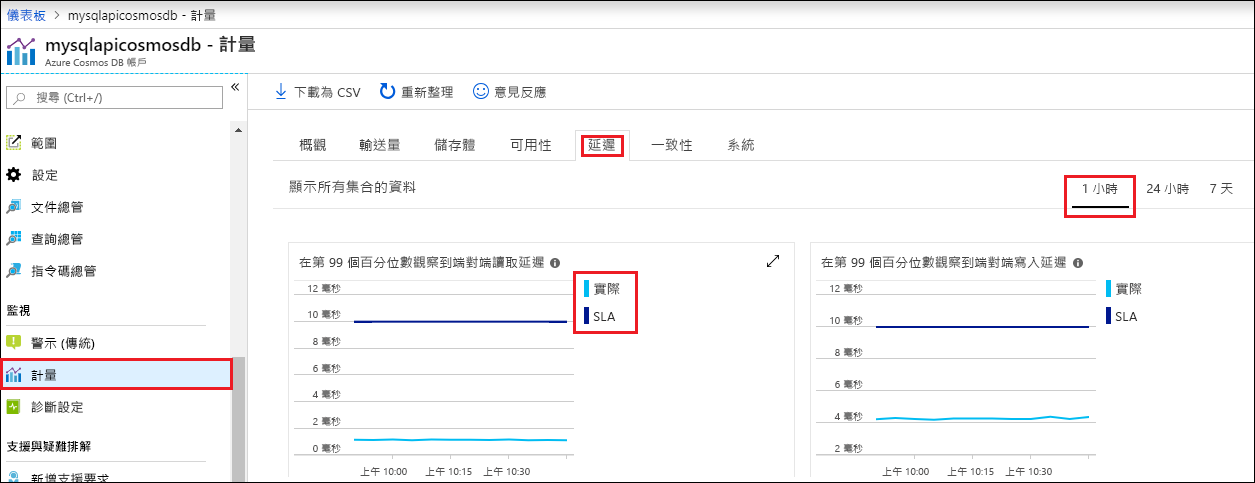 儀表板 > mysqlapicosmosdb - 計量
mysqlapicosmosdb - 計量
Azure Cosmos DB 帳戶
搜尋 (Ctrl+/)
«
範圍
設定
文件總管
查詢總管
指令碼總管
監視
警示 (傳統)
計量
診斷設定
支援與疑難排解
新增支援要求
下載為 CSV
重新整理
意見反應
概觀
輸送量
儲存體
可用性
延遲
一致性
系統
顯示所有集合的資料
1 小時
24 小時
7 天
在第 99 個百分位數觀察到端對端讀取延遲
12 毫秒
10 毫秒
8 毫秒
6 毫秒
4 毫秒
2 毫秒
0 毫秒
上午 10:00
上午 10:15
上午 10:30
實際
SLA
在第 99 個百分位數觀察到端對端寫入延遲
12 毫秒
10 毫秒
8 毫秒
6 毫秒
4 毫秒
2 毫秒
上午 10:00
上午 10:15
上午 10:30
實際
SLA